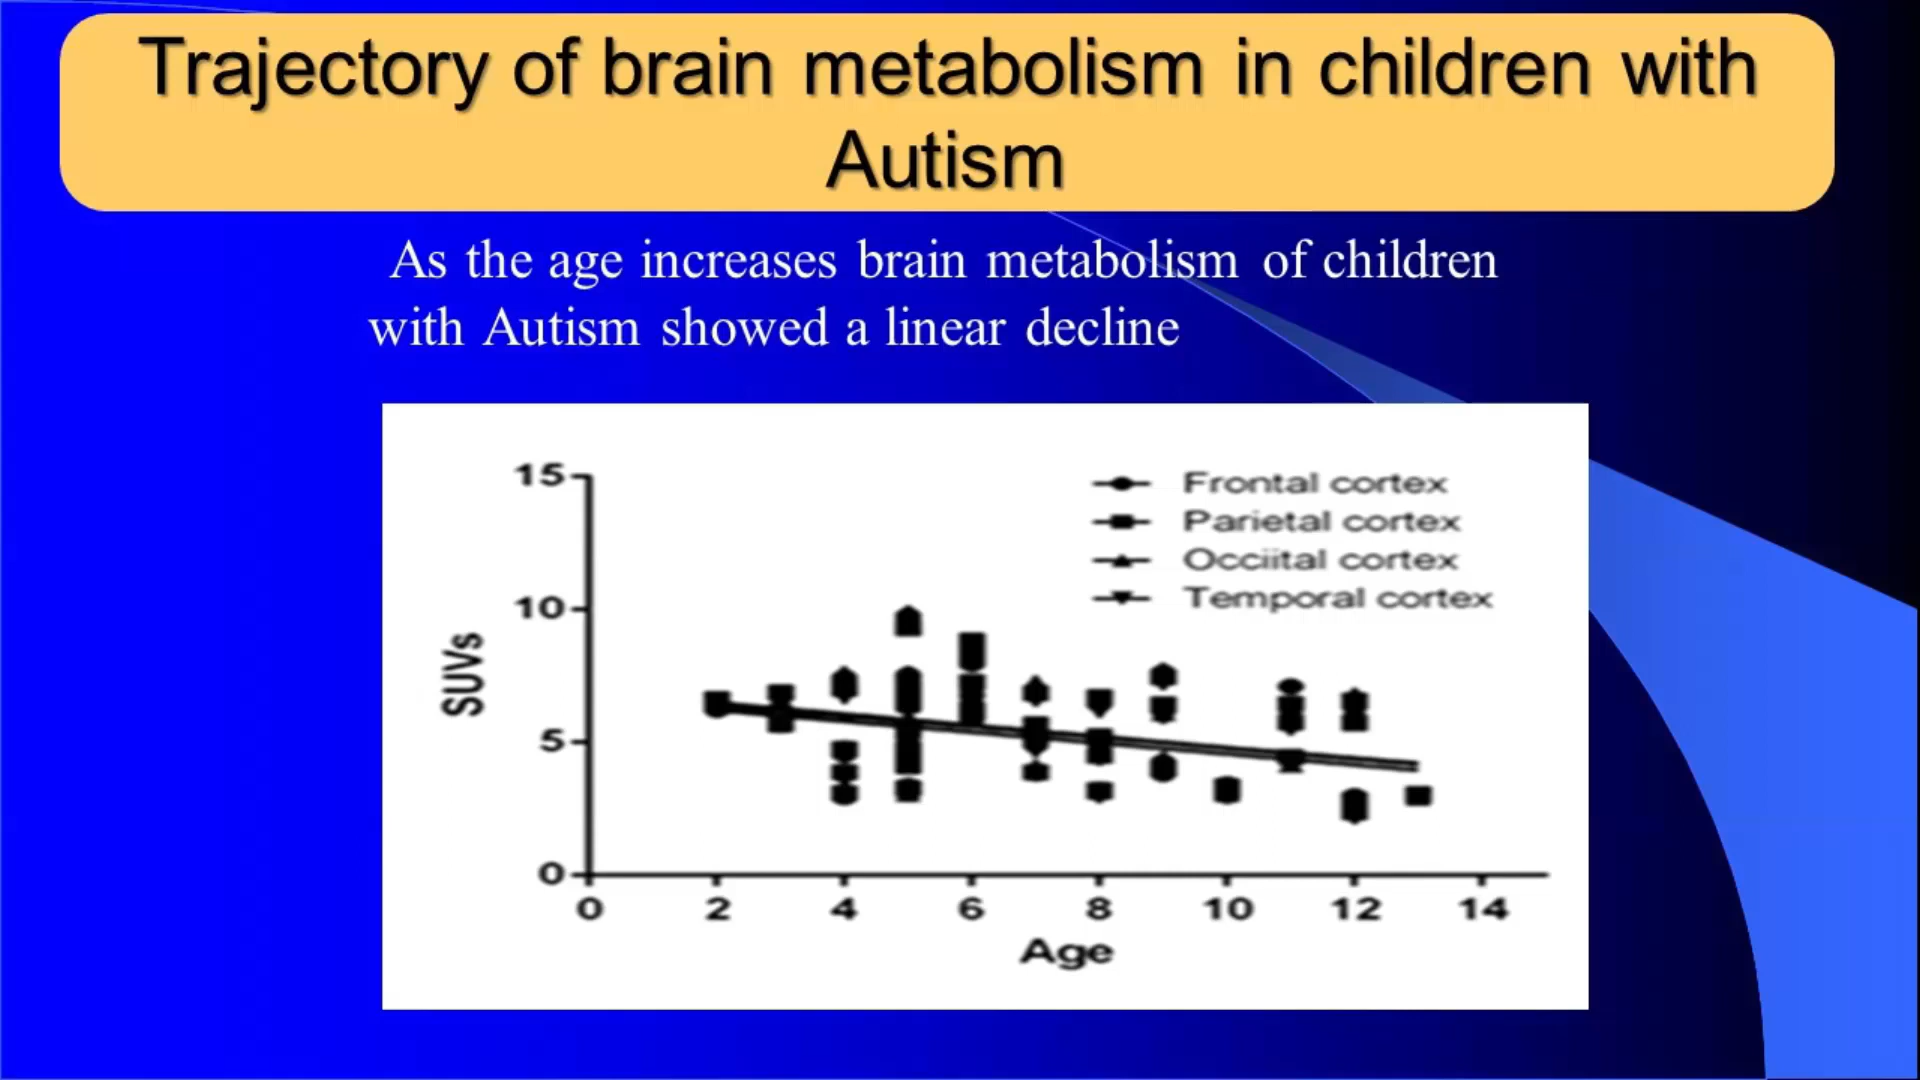 Trajectory of brain metabolism in children with
Autism
As the age increases brain metabolism of children
with Autism showed a linear decline
15
10
5
0
SUVs
Frontal cortex
Parietal cortex
Occiital cortex
Temporal cortex
0 2 4 6 8 10 12 14
Age